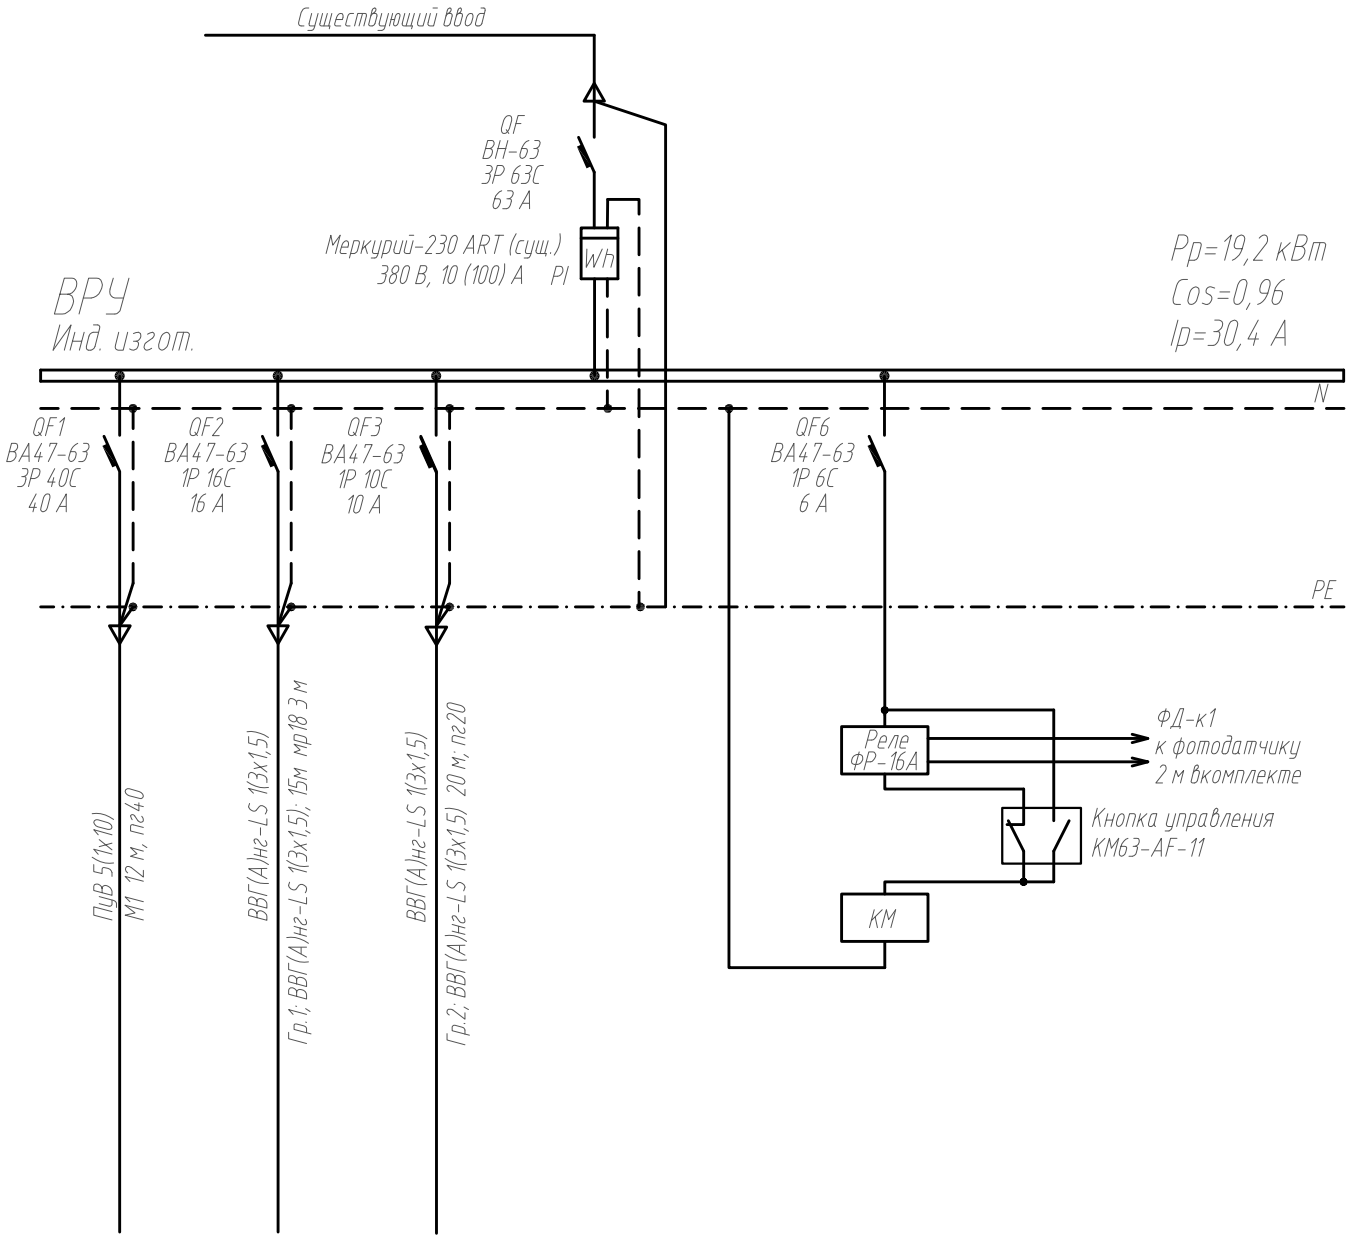 Существующий ввод
QF
ВН-63
3Р 63С
63 А
Меркурий-230 ART (сущ.)
380 В, 10 (100) А PI
Wh
Рр=19,2 кВт
Cos=0,96
Iр=30,4 А
ВРУ
Инд. изгот.
N
QF1
ВА47-63
3Р 40С
40 А
QF2
ВА47-63
1Р 16С
16 А
QF3
ВА47-63
1Р 10С
10 А
QF6
ВА47-63
1Р 6С
6 А
PE
ПуВ 5(1х10)
М1 12 м, пг40
ВВГ(А)нг-LS 1(3х1,5)
Гр.1; ВВГ(А)нг-LS 1(3х1,5); 15м мр18 3 м
ВВГ(А)нг-LS 1(3х1,5)
Гр.2; ВВГ(А)нг-LS 1(3х1,5) 20 м; пг20
Реле
ФР-16А
ФД-к1
к фотодатчику
2 м вкомплекте
Кнопка управления
КМ63-AF-11
КМ